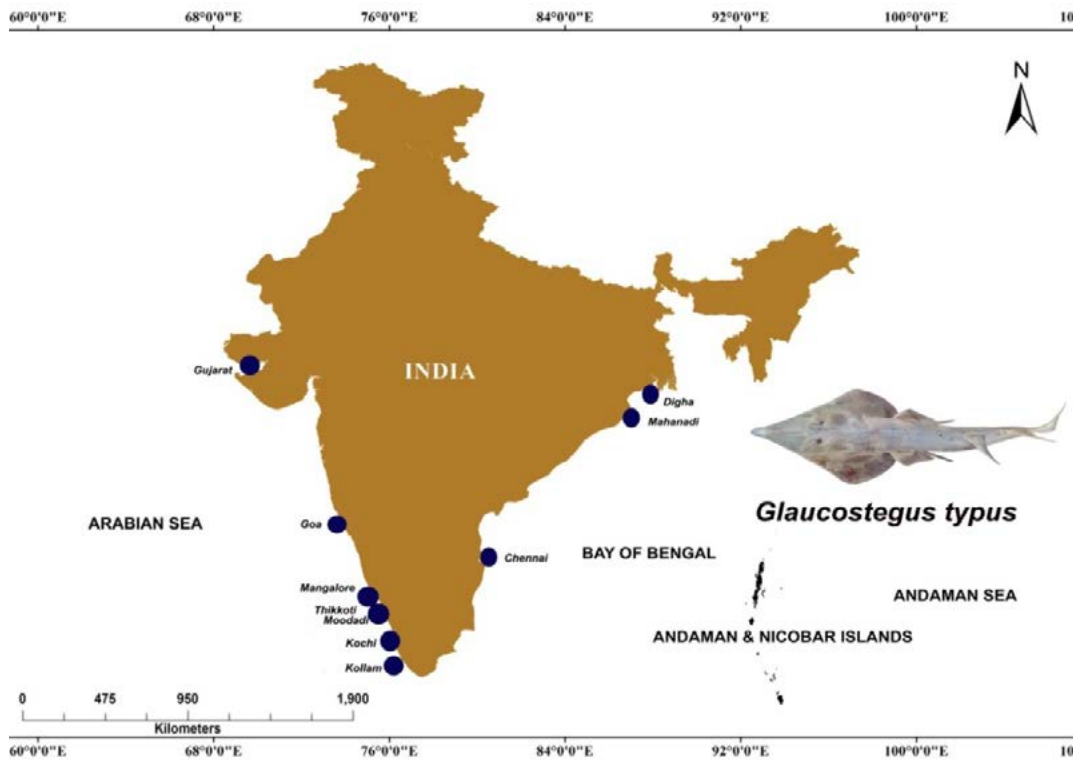 60°0'0"E 68°0'0"E 76°0'0"E 84°0'0"E 92°0'0"E 100°0'0"E 10
N
INDIA
Gujarat
Digha
Mahanadi
Glaucostegus typus
ARABIAN SEA
Goa
BAY OF BENGAL
Chennai
Mangalore
ANDAMAN SEA
Thikkoti
Moodadi
ANDAMAN & NICOBAR ISLANDS
Kochi
Kollam
0 475 950 1,900
Kilometers
60°0'0"E 68°0'0"E 76°0'0"E 84°0'0"E 92°0'0"E 100°0'0"E 10